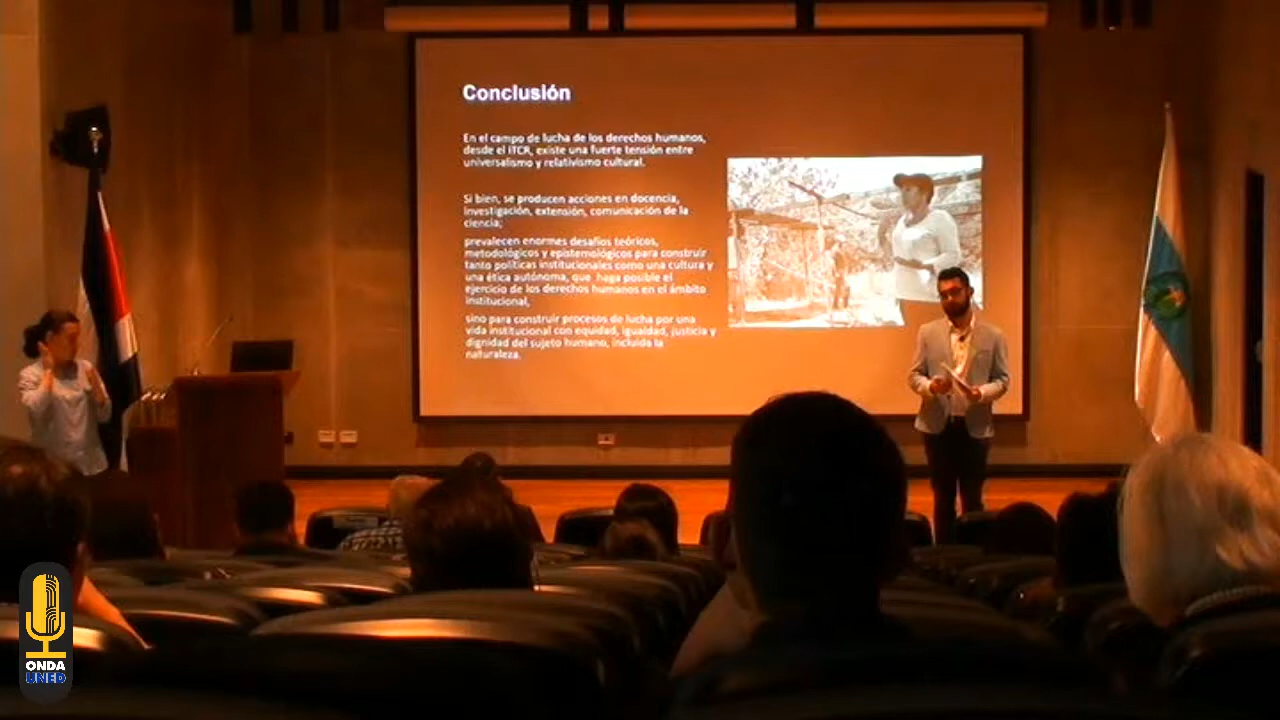 Conclusión
En el campo de lucha de los derechos humanos,
desde el ITCR, existe una fuerte tensión entre
universalismo y relativismo cultural.
Si bien, se producen acciones en docencia,
investigación, extensión, comunicación de la
ciencia;
prevalecen enormes desafíos teóricos,
metodológicos y epistemológicos para construir
tanto políticas institucionales como una cultura y
una ética autónoma, que haga posible el
ejercicio de los derechos humanos en el ámbito
institucional,
sino para construir procesos de lucha por una
vida institucional con equidad, igualdad, justicia y
dignidad del sujeto humano, incluida la
naturaleza.
ONDA
UNED